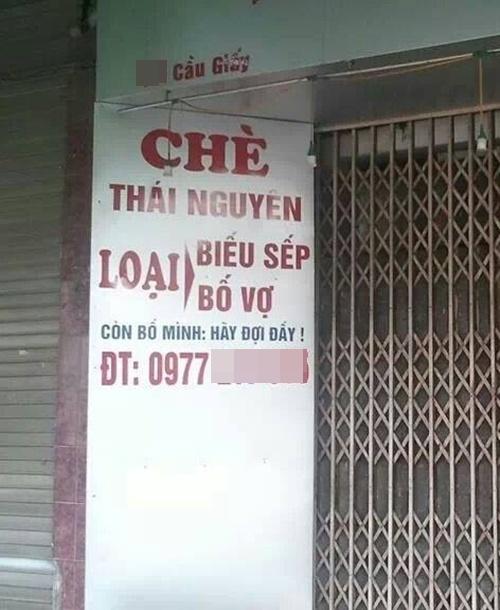 Cầu Giấy
CHÈ
THÁI NGUYÊN
LOẠI
BIẾU SẾP
BỐ VỢ
CÒN BỐ MÌNH: HÃY ĐỢI ĐẤY !
ĐT: 0977